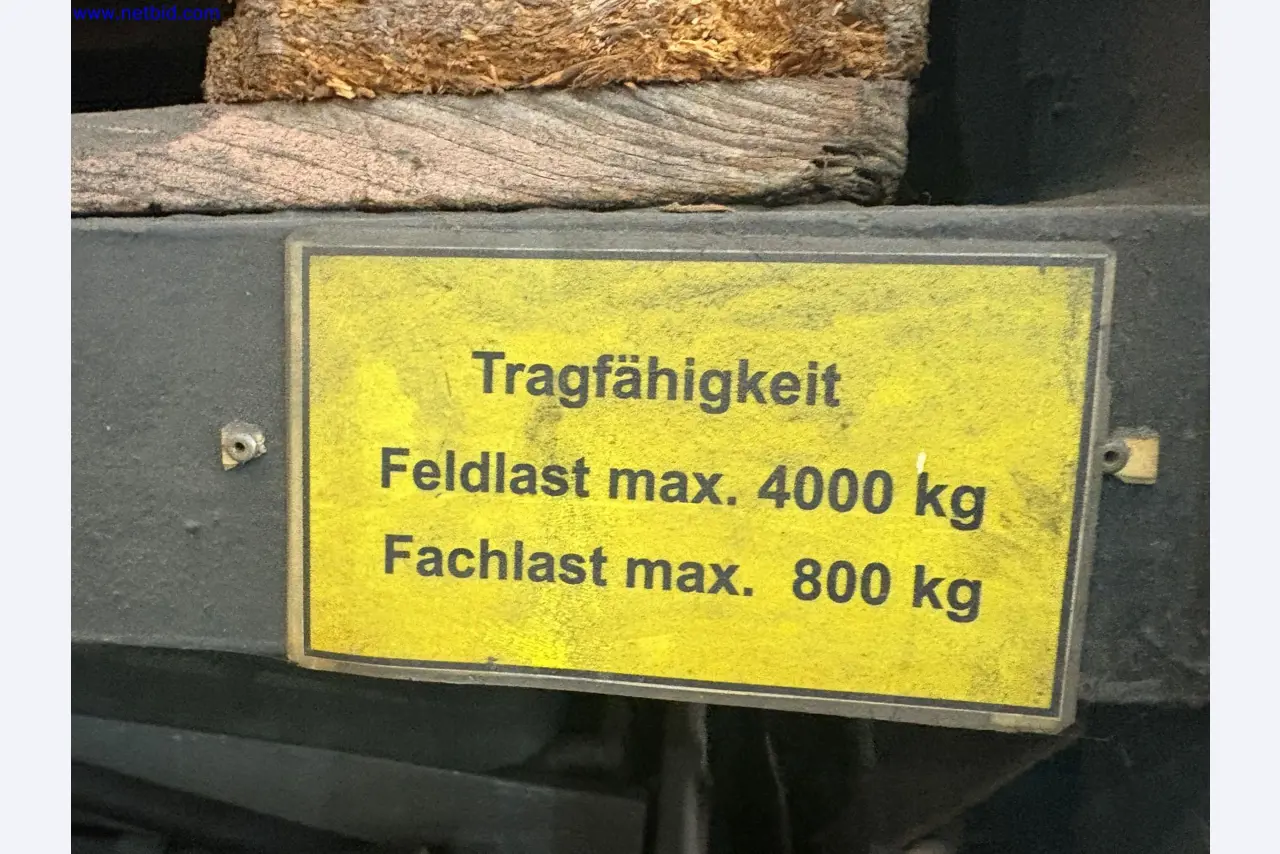 www.netbid.com
Tragfähigkeit
Feldlast max. 4000 kg
Fachlast max. 800 kg